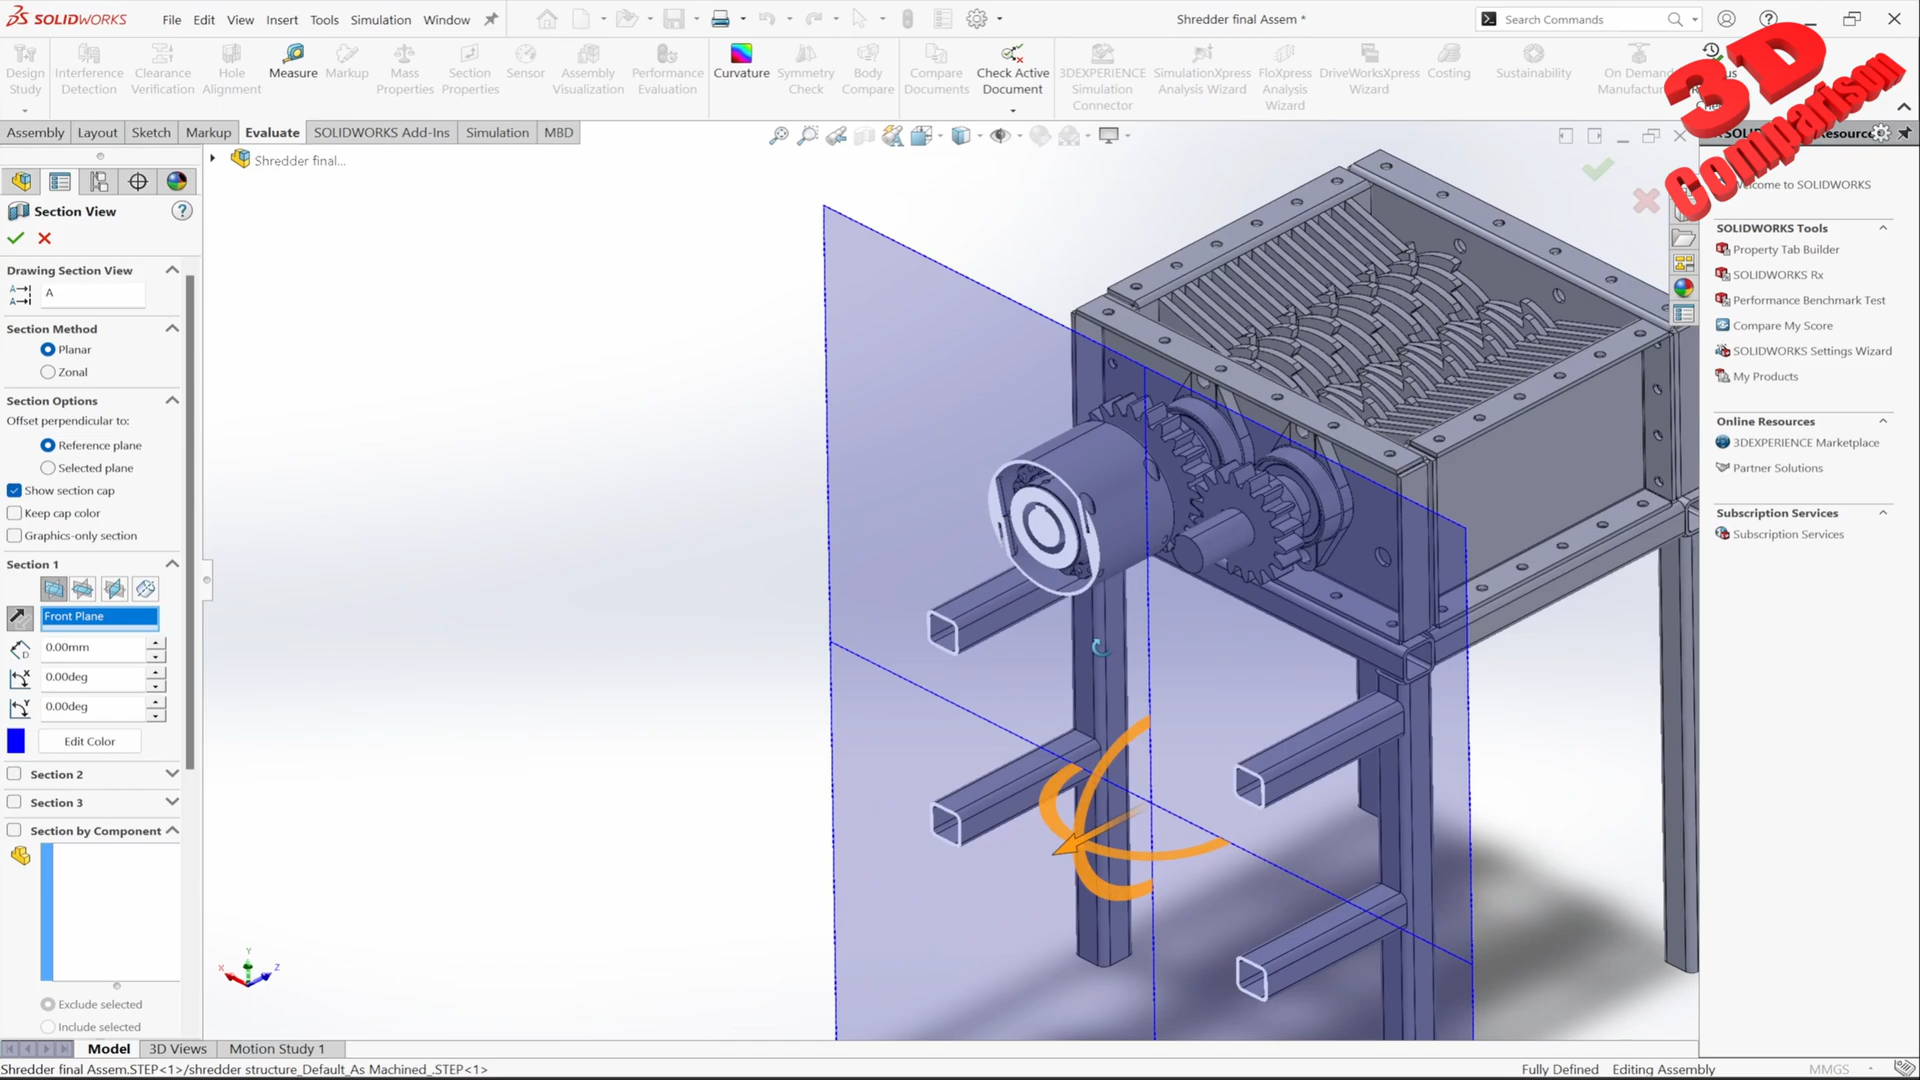 SOLIDWORKS
File Edit View Insert Tools Simulation Window
Shredder final Assem *
Search Commands
Design Study
Interference Detection
Clearance Verification
Hole Alignment
Measure
Markup
Mass Properties
Section Properties
Sensor
Assembly Visualization
Performance Evaluation
Curvature
Symmetry Check
Body Compare
Compare Documents
Check Active Document
3DEXPERIENCE Simulation Connector
SimulationXpress Analysis Wizard
FloXpress Analysis Wizard
DriveWorksXpress Wizard
Costing
Sustainability
On Demand
3D
Comparison
Assembly Layout Sketch Markup Evaluate SOLIDWORKS Add-Ins Simulation MBD
Shredder final...
Section View
Drawing Section View
A
Section Method
Planar
Zonal
Section Options
Offset perpendicular to:
Reference plane
Selected plane
Show section cap
Keep cap color
Graphics-only section
Section 1
Front Plane
0.00mm
0.00deg
0.00deg
Edit Color
Section 2
Section 3
Section by Component
Exclude selected
Include selected
X
Y
Z
to SOLIDWORKS
SOLIDWORKS Tools
Property Tab Builder
SOLIDWORKS Rx
Performance Benchmark Test
Compare My Score
SOLIDWORKS Settings Wizard
My Products
Online Resources
3DEXPERIENCE Marketplace
Partner Solutions
Subscription Services
Subscription Services
Model 3D Views Motion Study 1
Shredder final Assem.STEP<1>/shredder structure_Default_As Machined_.STEP<1>
Fully Defined Editing Assembly MMGS